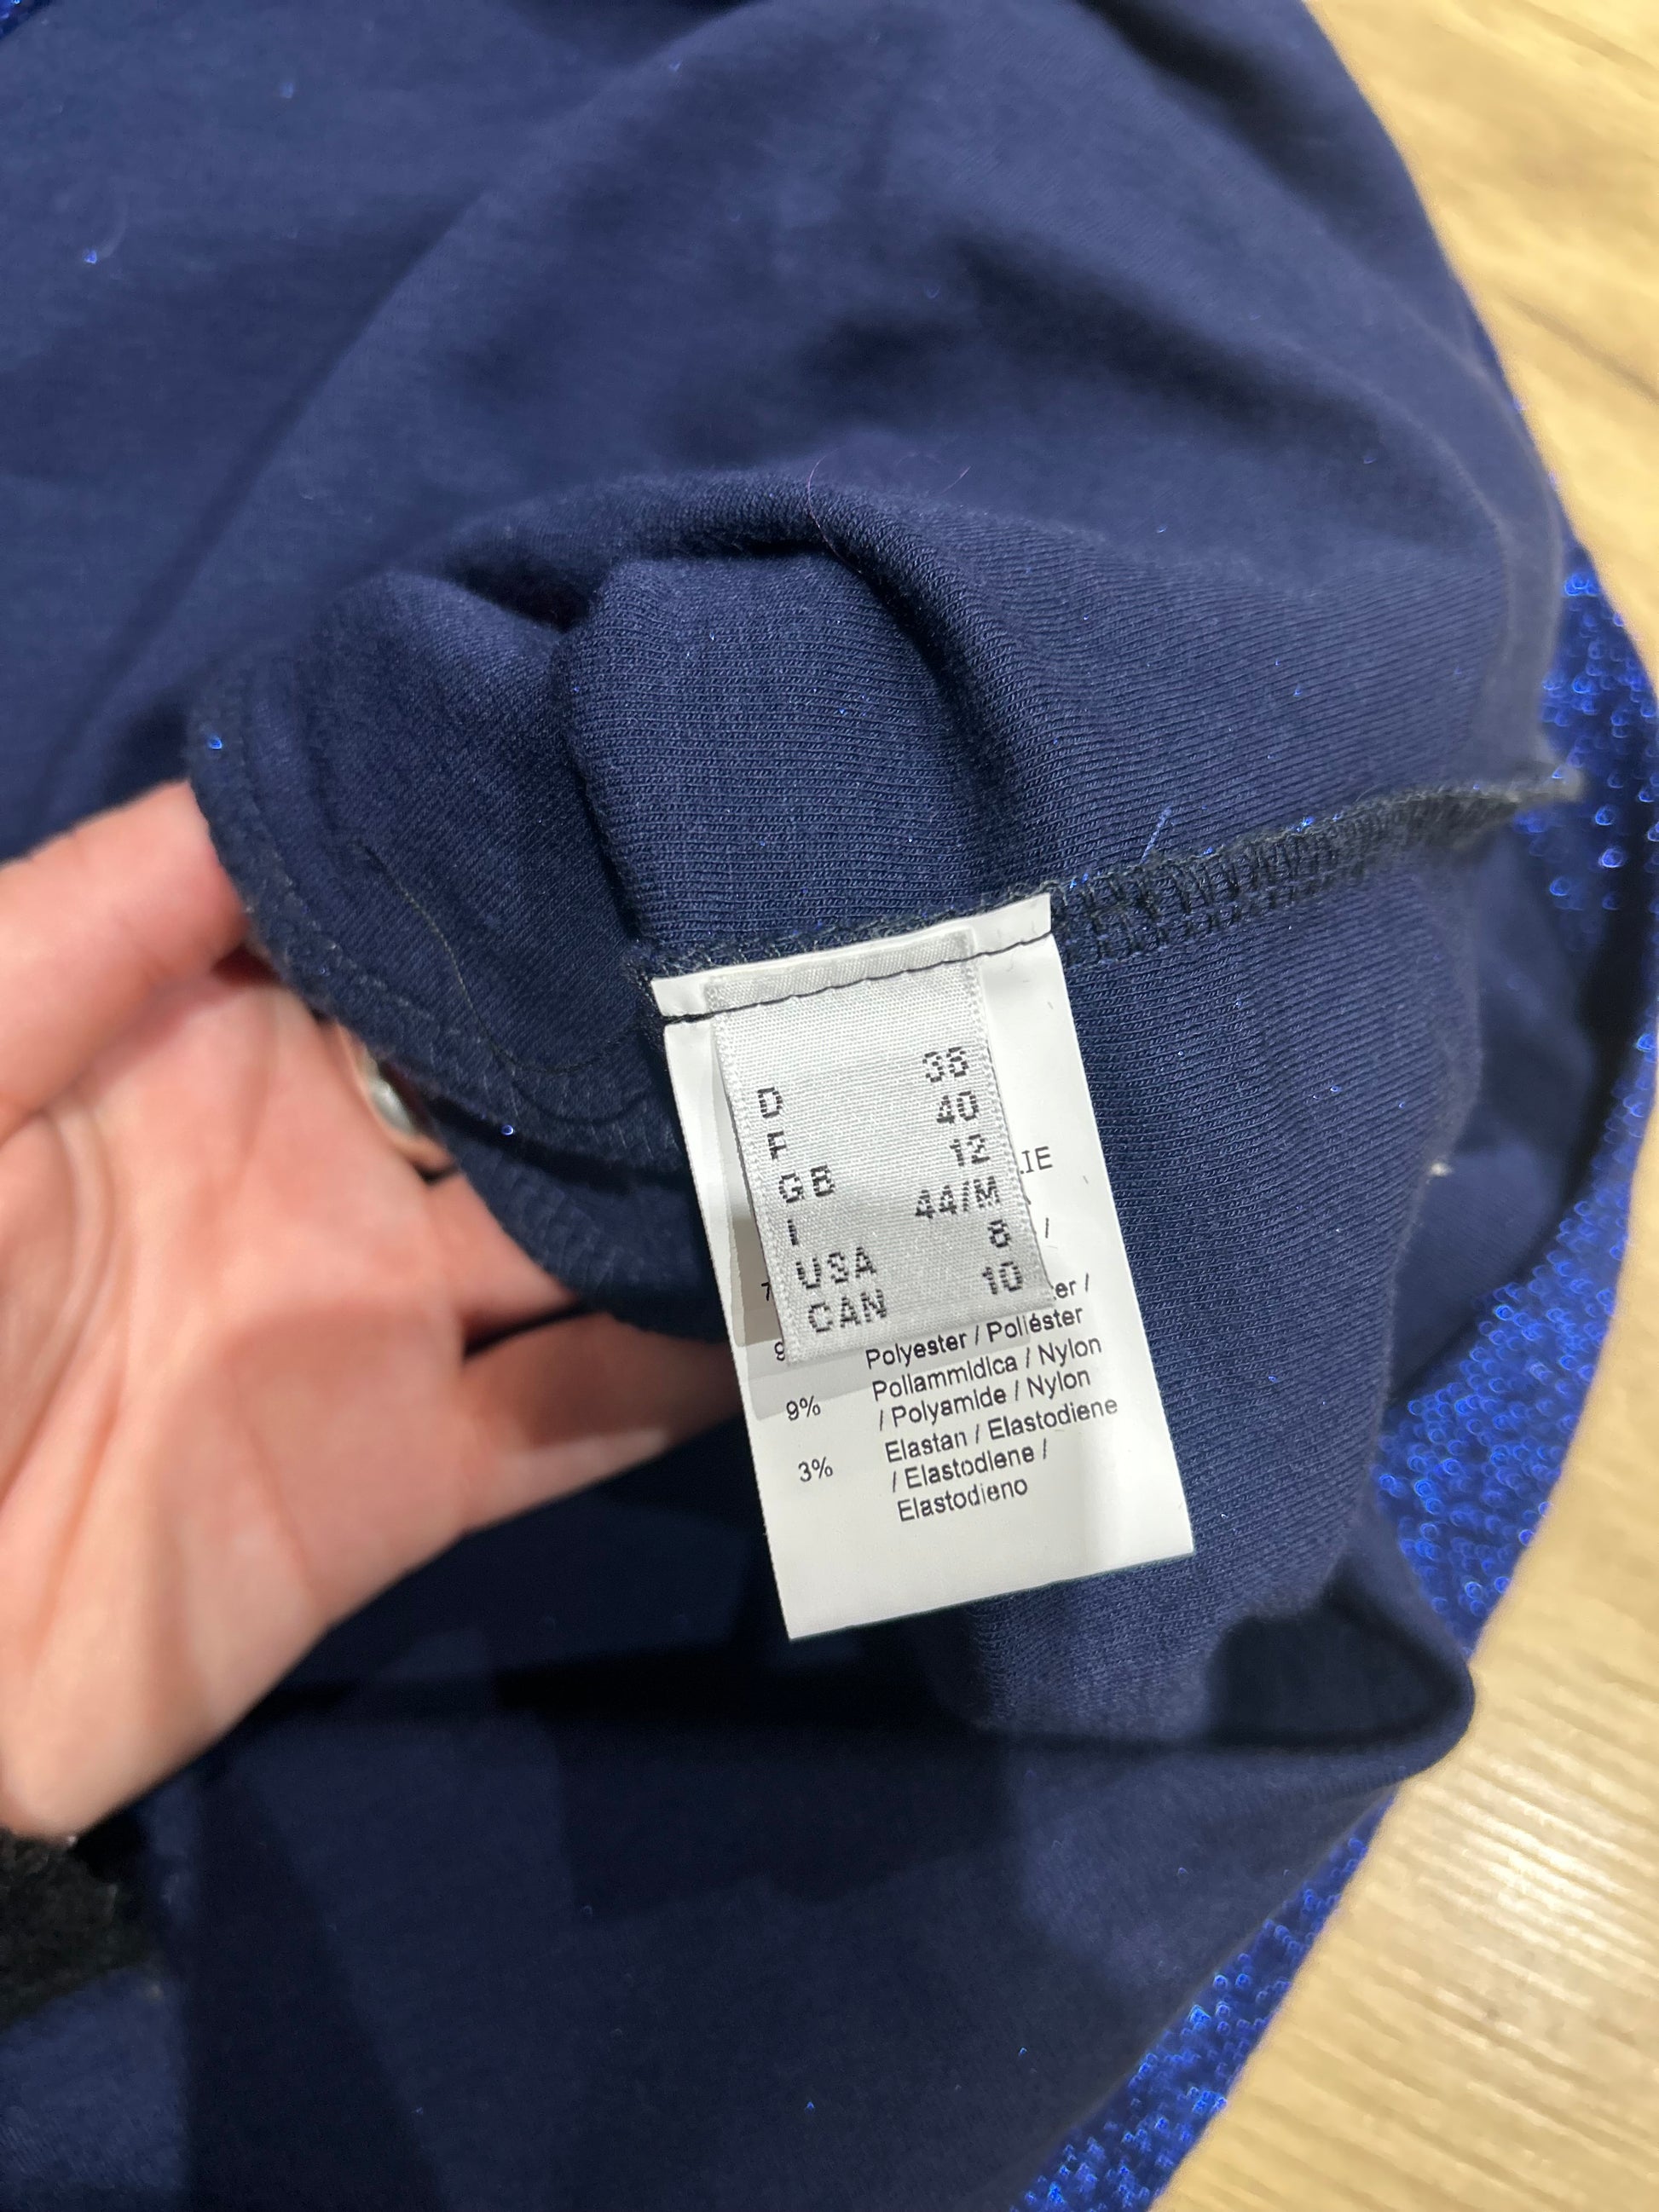 D 38
F 40
GB 12
I 44/M
USA 8
CAN 10
Polyester / Poliéster
9% Poliammidica / Nylon
/ Polyamide / Nylon
3% Elastan / Elastodiene
/ Elastodiene /
Elastodieno